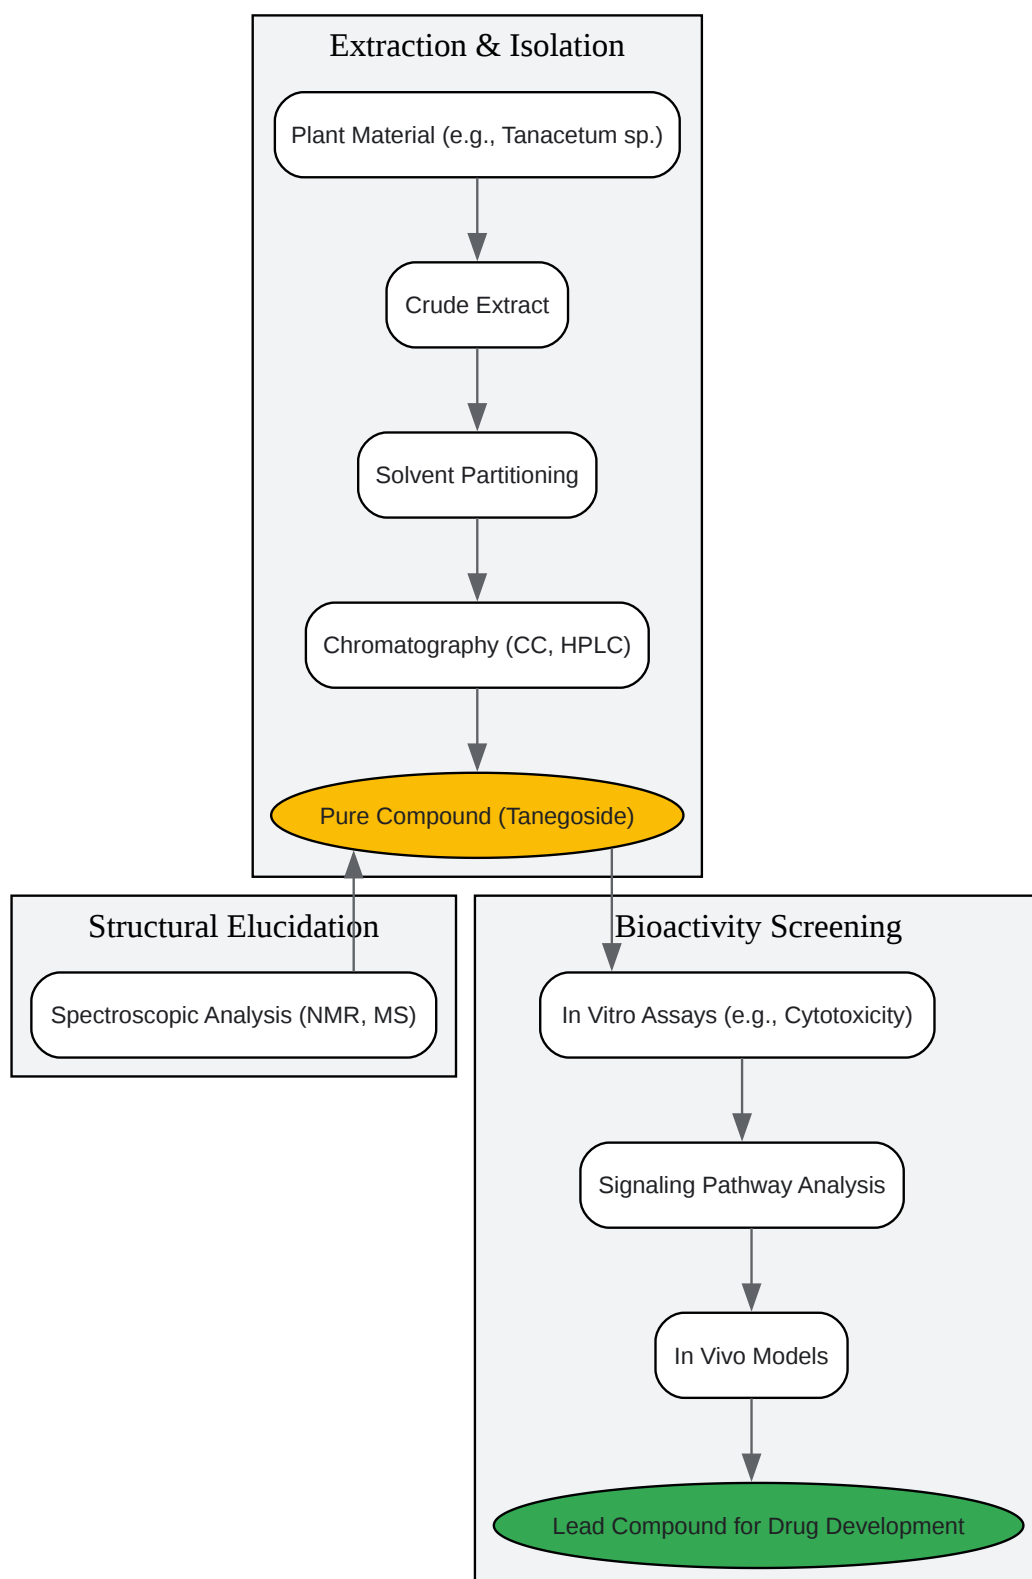 Extraction & Isolation
Plant Material (e.g., Tanacetum sp.)
Crude Extract
Solvent Partitioning
Chromatography (CC, HPLC)
Pure Compound (Tanegoside)
Structural Elucidation
Spectroscopic Analysis (NMR, MS)
Bioactivity Screening
In Vitro Assays (e.g., Cytotoxicity)
Signaling Pathway Analysis
In Vivo Models
Lead Compound for Drug Development